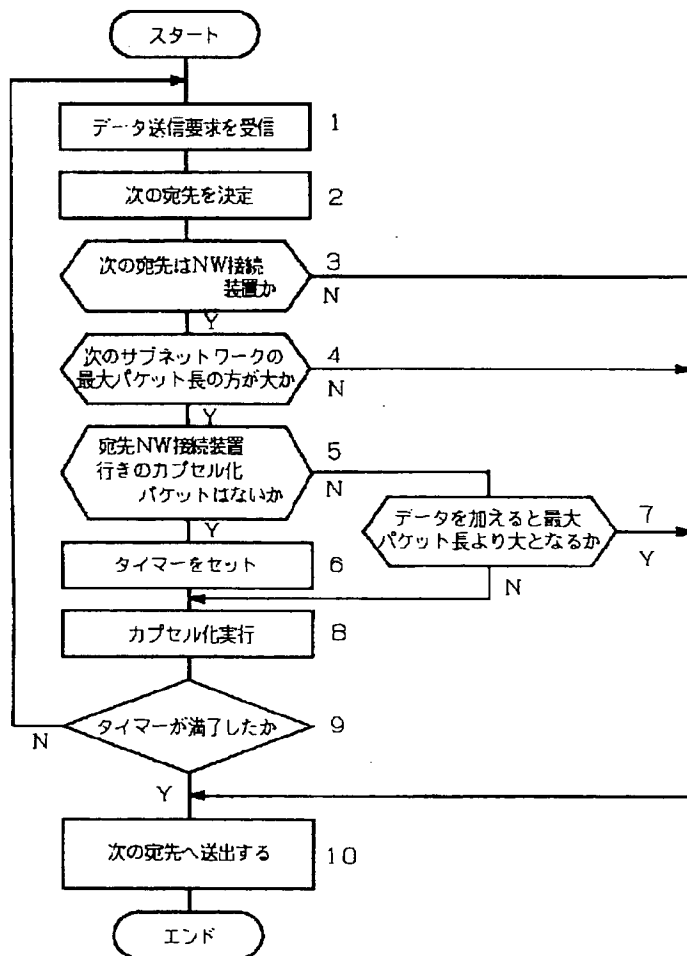 スタート
データ送信要求を受信
1
次の宛先を決定
2
次の宛先はNW接続
装置か
3
N
Y
次のサブネットワークの
最大パケット長の方が大か
4
N
Y
宛先NW接続装置
行きのカプセル化
パケットはないか
5
N
Y
データを加えると最大
パケット長より大となるか
7
Y
N
タイマーをセット
6
カプセル化実行
8
タイマーが満了したか
9
N
Y
次の宛先へ送出する
10
エンド